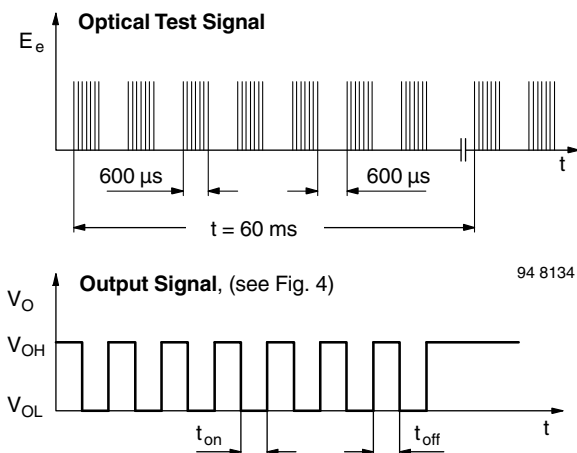 Optical Test Signal
E e
t
600 µs
600 µs
t = 60 ms
94 8134
Output Signal, (see Fig. 4)
VO
VOH
VOL
ton
toff
t